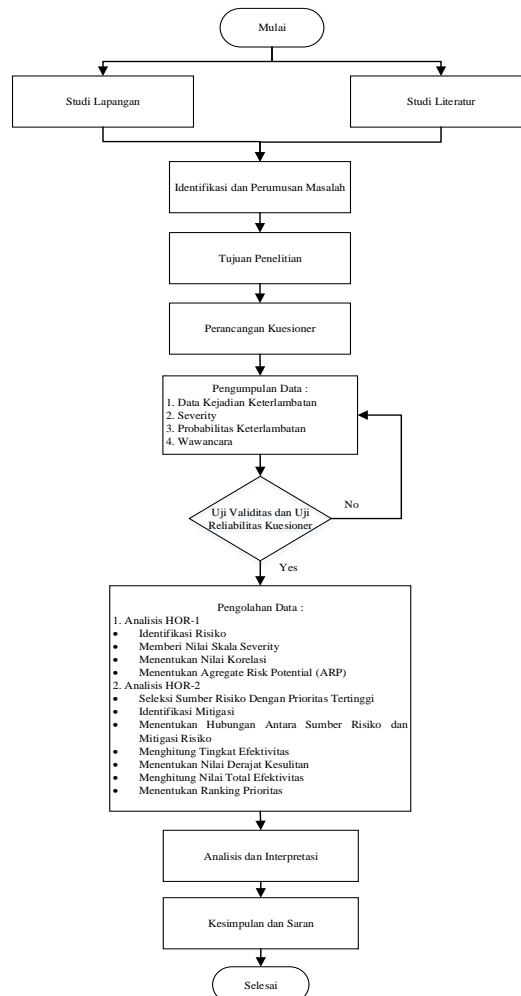 Mulai
Studi Lapangan
Studi Literatur
Identifikasi dan Perumusan Masalah
Tujuan Penelitian
Perancangan Kuesioner
Pengumpulan Data :
1. Data Kejadian Keterlambatan
2. Severity
3. Probabilitas Keterlambatan
4. Wawancara
Uji Validitas dan Uji
Reliabilitas Kuesioner
No
Yes
Pengolahan Data :
1. Analisis HOR-1
• Identifikasi Risiko
• Memberi Nilai Skala Severity
• Menentukan Nilai Korelasi
• Menentukan Agregate Risk Potential (ARP)
2. Analisis HOR-2
• Seleksi Sumber Risiko Dengan Prioritas Tertinggi
• Identifikasi Mitigasi
• Menentukan Hubungan Antara Sumber Risiko dan
Mitigasi Risiko
• Menghitung Tingkat Efektivitas
• Menentukan Nilai Derajat Kesulitan
• Menghitung Nilai Total Efektivitas
• Menentukan Ranking Prioritas
Analisis dan Interpretasi
Kesimpulan dan Saran
Selesai